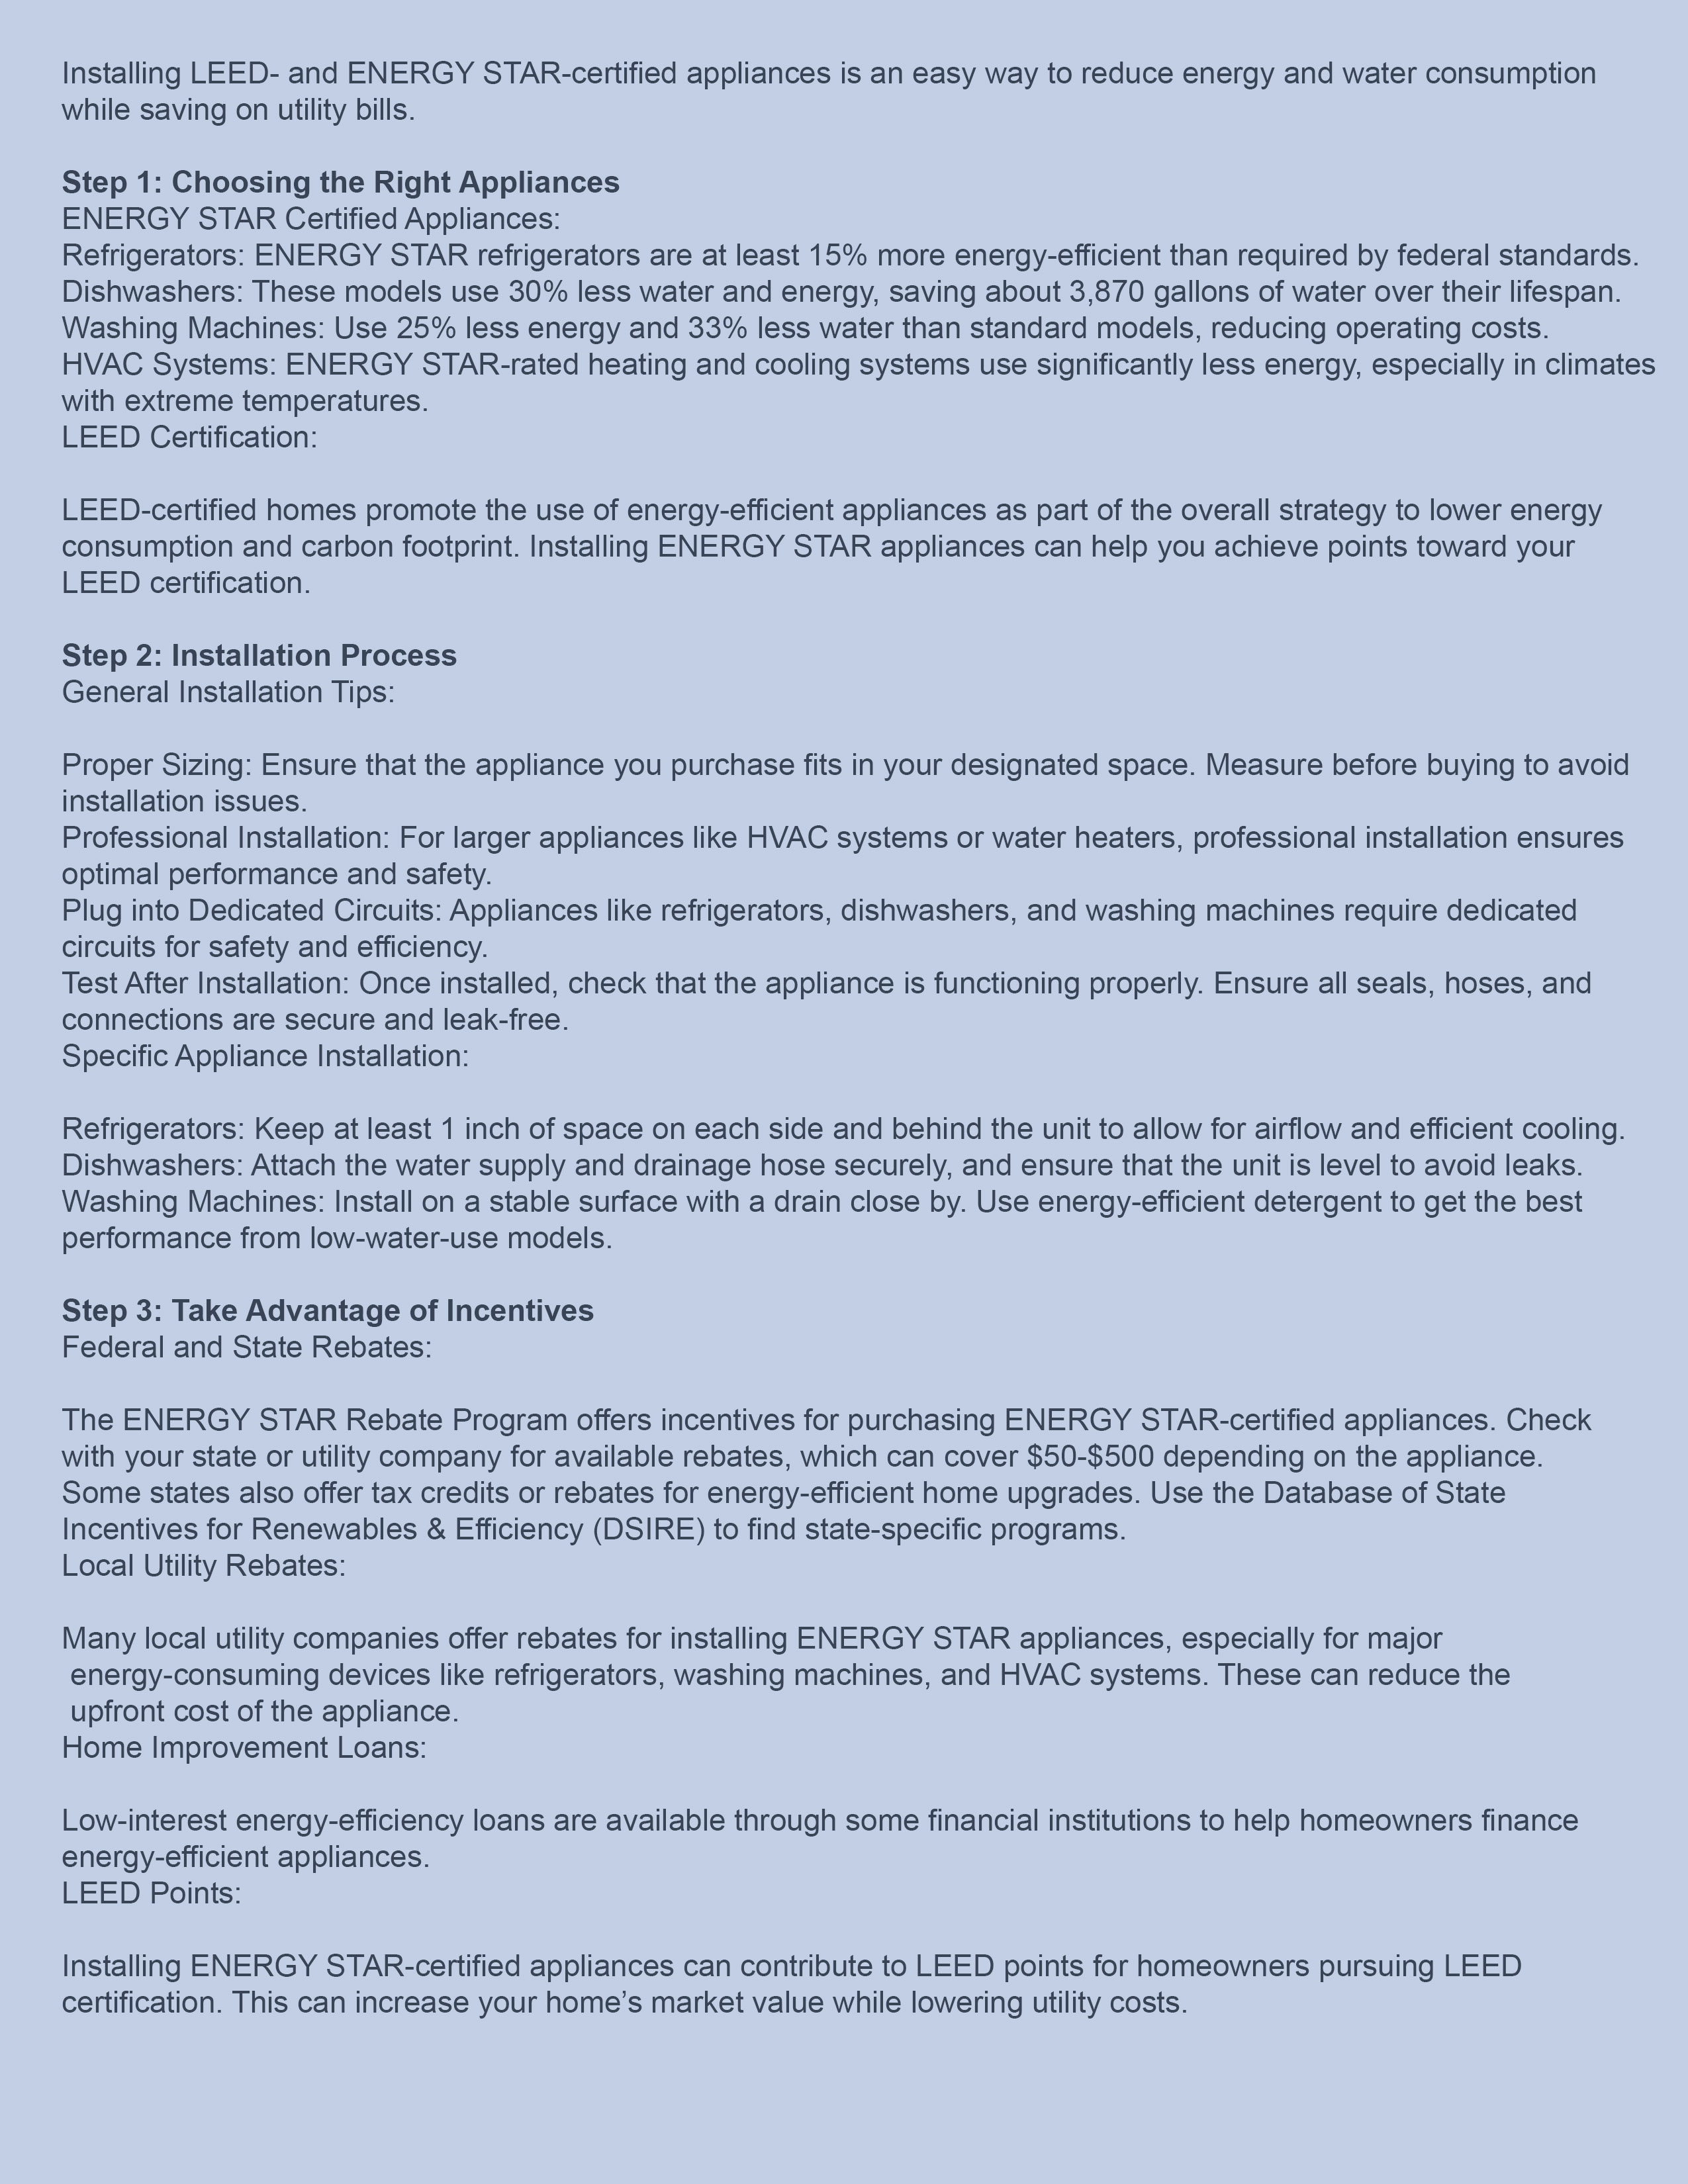 Installing LEED- and ENERGY STAR-certified appliances is an easy way to reduce energy and water consumption
while saving on utility bills.
Step 1: Choosing the Right Appliances
ENERGY STAR Certified Appliances:
Refrigerators: ENERGY STAR refrigerators are at least 15% more energy-efficient than required by federal standards.
Dishwashers: These models use 30% less water and energy, saving about 3,870 gallons of water over their lifespan.
Washing Machines: Use 25% less energy and 33% less water than standard models, reducing operating costs.
HVAC Systems: ENERGY STAR-rated heating and cooling systems use significantly less energy, especially in climates
with extreme temperatures.
LEED Certification:
LEED-certified homes promote the use of energy-efficient appliances as part of the overall strategy to lower energy
consumption and carbon footprint. Installing ENERGY STAR appliances can help you achieve points toward your
LEED certification.
Step 2: Installation Process
General Installation Tips:
Proper Sizing: Ensure that the appliance you purchase fits in your designated space. Measure before buying to avoid
installation issues.
Professional Installation: For larger appliances like HVAC systems or water heaters, professional installation ensures
optimal performance and safety.
Plug into Dedicated Circuits: Appliances like refrigerators, dishwashers, and washing machines require dedicated
circuits for safety and efficiency.
Test After Installation: Once installed, check that the appliance is functioning properly. Ensure all seals, hoses, and
connections are secure and leak-free.
Specific Appliance Installation:
Refrigerators: Keep at least 1 inch of space on each side and behind the unit to allow for airflow and efficient cooling.
Dishwashers: Attach the water supply and drainage hose securely, and ensure that the unit is level to avoid leaks.
Washing Machines: Install on a stable surface with a drain close by. Use energy-efficient detergent to get the best
performance from low-water-use models.
Step 3: Take Advantage of Incentives
Federal and State Rebates:
The ENERGY STAR Rebate Program offers incentives for purchasing ENERGY STAR-certified appliances. Check
with your state or utility company for available rebates, which can cover $50-$500 depending on the appliance.
Some states also offer tax credits or rebates for energy-efficient home upgrades. Use the Database of State
Incentives for Renewables & Efficiency (DSIRE) to find state-specific programs.
Local Utility Rebates:
Many local utility companies offer rebates for installing ENERGY STAR appliances, especially for major
energy-consuming devices like refrigerators, washing machines, and HVAC systems. These can reduce the
upfront cost of the appliance.
Home Improvement Loans:
Low-interest energy-efficiency loans are available through some financial institutions to help homeowners finance
energy-efficient appliances.
LEED Points:
Installing ENERGY STAR-certified appliances can contribute to LEED points for homeowners pursuing LEED
certification. This can increase your home’s market value while lowering utility costs.